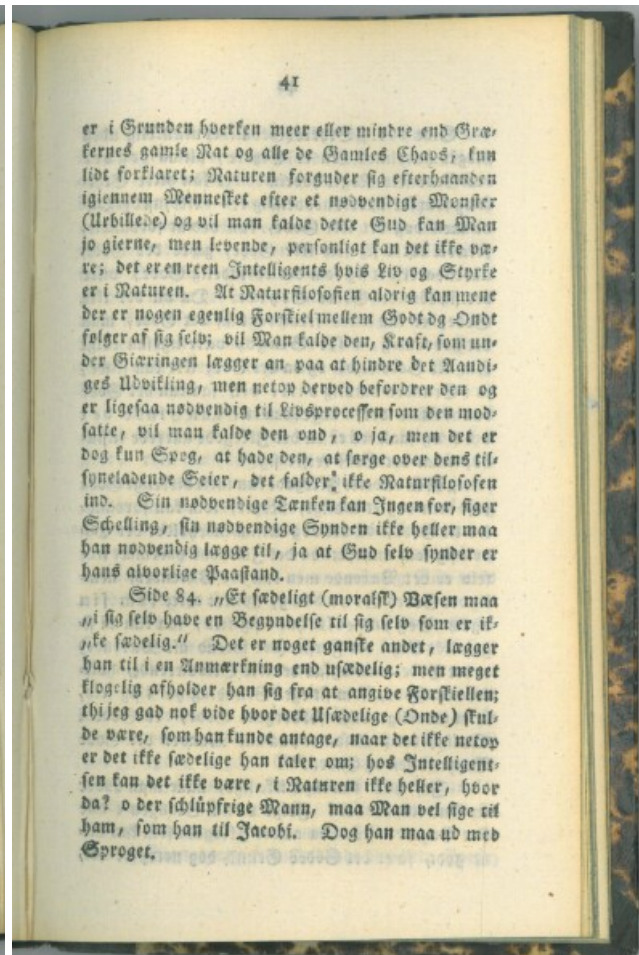 41
er i Grunden hverken meer eller mindre end Græ-
kernes gamle Nat og alle de Gamles Chaos, kun
lidt forklaret; Naturen forguder sig efterhaanden
igiennem Mennesket efter et nødvendigt Mønster
(Urbillede) og vil man kalde dette Gud kan Man
jo gierne, men levende, personligt kan det ikke væ-
re; det er en reen Intelligents hvis Liv og Styrke
er i Naturen. At Naturfilosofien aldrig kan mene
der er nogen egenlig Forskiel mellem Godt dg Ondt
følger af sig selv; vil Man kalde den, Kraft, som un-
der Giæringen lægger an paa at hindre det Aandi-
ges Udvikling, men netop derved befordrer den og
er ligesaa nødvendig til Livsprocessen som den mod-
satte, vil man kalde den ond, o ja, men det er
dog kun Spøg, at hade den, at sørge over dens til-
syneladende Seier, det falder ikke Naturfilosofen
ind. Sin nødvendige Tænken kan Ingen for, siger
Schelling, sin nødvendige Synden ikke heller maa
han nødvendig lægge til, ja at Gud selv synder er
hans alvorlige Paastand.
Side 84. „Et sædeligt (moralsk) Væsen maa
„i sig selv have en Begyndelse til sig selv som er ik-
„ke sædelig.“ Det er noget ganske andet, lægger
han til i en Anmærkning end usædelig; men meget
klogelig afholder han sig fra at angive Forskiellen;
thi jeg gad nok vide hvor det Usædelige (Onde) skul-
de være, som han kunde antage, naar det ikke netop
er det ikke sædelige han taler om; hos Intelligent-
sen kan det ikke være, i Naturen ikke heller, hvor
da? o der schlüpfrige Mann, maa Man vel sige til
ham, som han til Jacobi. Dog han maa ud med
Sproget.